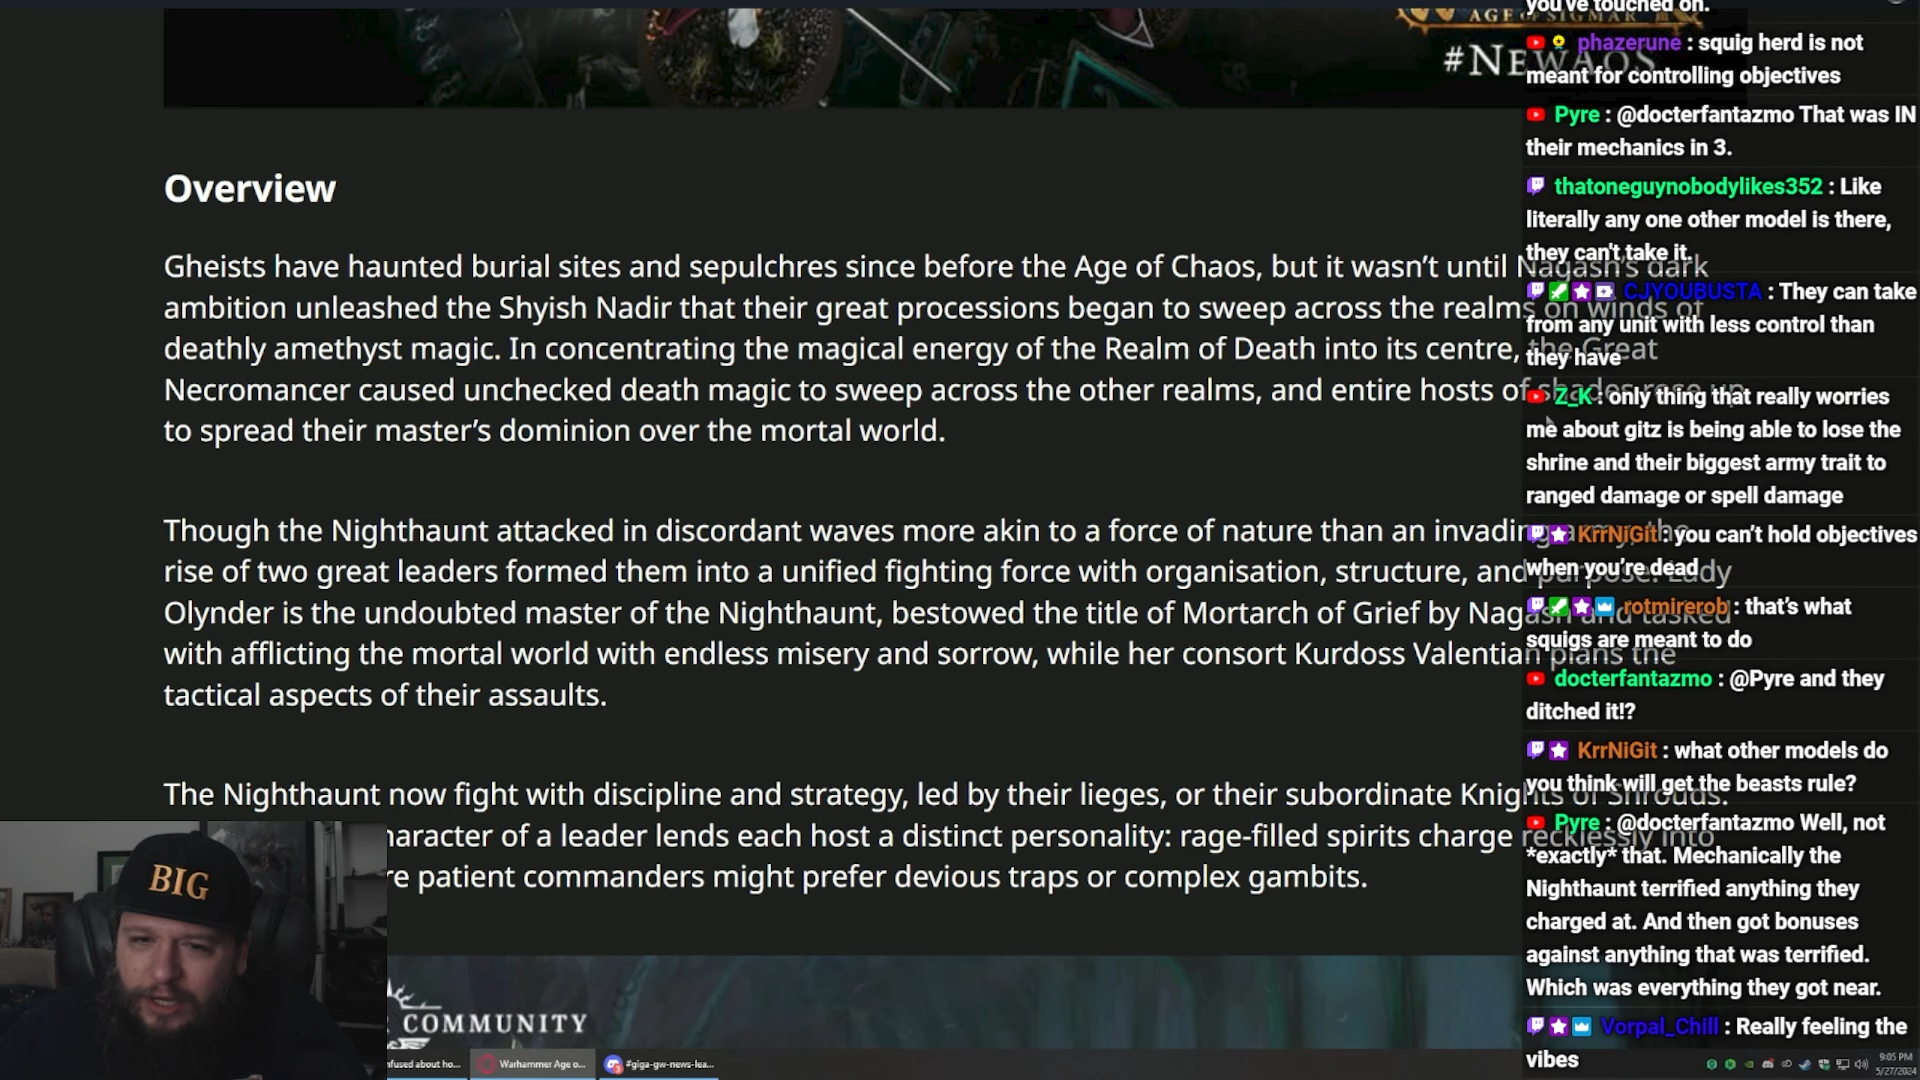 AGE OF SIGMAR
#NEWAOS
Overview
Gheists have haunted burial sites and sepulchres since before the Age of Chaos, but it wasn’t until Nagash’s dark
ambition unleashed the Shyish Nadir that their great processions began to sweep across the realms on winds of
deathly amethyst magic. In concentrating the magical energy of the Realm of Death into its centre, the Great
Necromancer caused unchecked death magic to sweep across the other realms, and entire hosts of shades rose up
to spread their master’s dominion over the mortal world.
Though the Nighthaunt attacked in discordant waves more akin to a force of nature than an invading army, the
rise of two great leaders formed them into a unified fighting force with organisation, structure, and purpose. Lady
Olynder is the undoubted master of the Nighthaunt, bestowed the title of Mortarch of Grief by Nagash and tasked
with afflicting the mortal world with endless misery and sorrow, while her consort Kurdoss Valentian plans the
tactical aspects of their assaults.
The Nighthaunt now fight with discipline and strategy, led by their lieges, or their subordinate Knights of Shrouds.
haracter of a leader lends each host a distinct personality: rage-filled spirits charge recklessly into
re patient commanders might prefer devious traps or complex gambits.
BIG
COMMUNITY
nfused about ho...
Warhammer Age o...
#giga-gw-news-lea...
you've touched on.
phazerune : squig herd is not
meant for controlling objectives
Pyre : @docterfantazmo That was IN
their mechanics in 3.
thatoneguynobodylikes352 : Like
literally any one other model is there,
they can't take it.
CJYOUBUSTA : They can take
from any unit with less control than
they have
Z_K : only thing that really worries
me about gitz is being able to lose the
shrine and their biggest army trait to
ranged damage or spell damage
KrrNiGit : you can’t hold objectives
when you’re dead
rotmirerob : that’s what
squigs are meant to do
docterfantazmo : @Pyre and they
ditched it!?
KrrNiGit : what other models do
you think will get the beasts rule?
Pyre : @docterfantazmo Well, not
*exactly* that. Mechanically the
Nighthaunt terrified anything they
charged at. And then got bonuses
against anything that was terrified.
Which was everything they got near.
Vorpal_Chill : Really feeling the
vibes
9:05 PM
5/27/2024